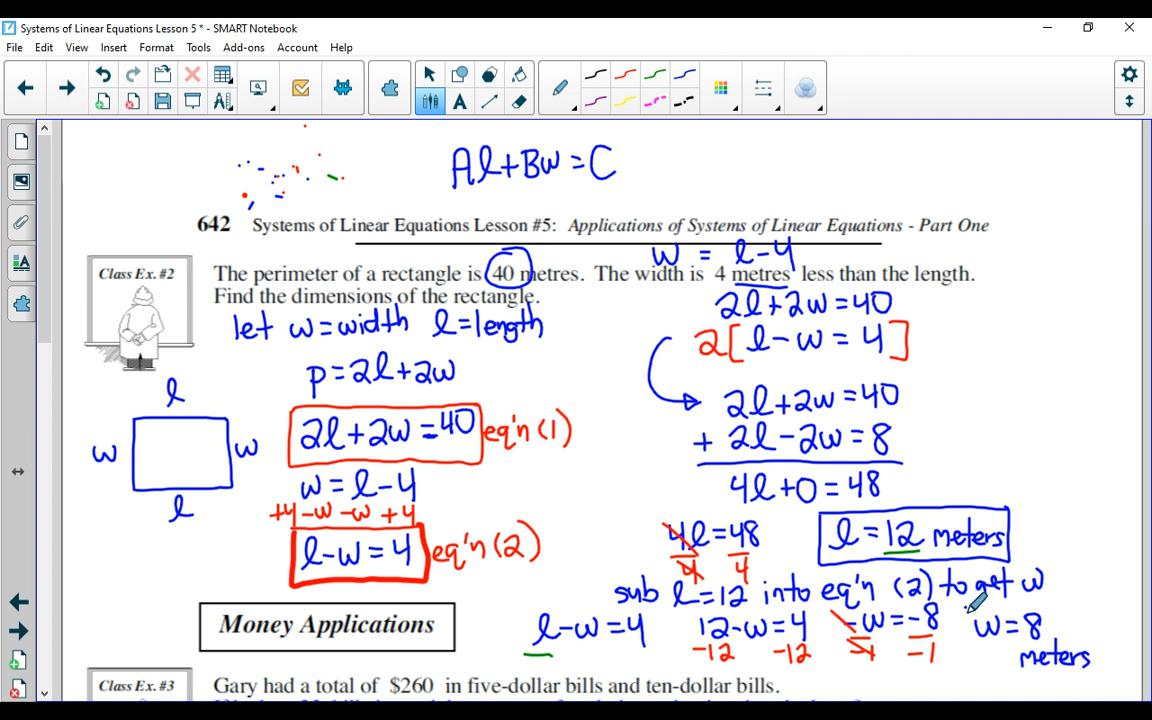 Systems of Linear Equations Lesson 5 * - SMART Notebook
File Edit View Insert Format Tools Add-ons Account Help
Al+Bw=C
642 Systems of Linear Equations Lesson #5: Applications of Systems of Linear Equations - Part One
w = l-4
Class Ex. #2
The perimeter of a rectangle is 40 metres. The width is 4 metres less than the length.
Find the dimensions of the rectangle.
let w=width l=length
P=2l+2w
l
w
w
l
2l+2w=40 eq'n (1)
w=l-4
+4 -w -w +4
l-w=4 eq'n (2)
2l+2w=40
2[l-w=4]
2l+2w=40
+ 2l-2w=8
4l+0=48
4l=48
4 4
l=12 meters
sub l=12 into eq'n (2) to get w
l-w=4 12-w=4 -w=-8 w=8
-12 -12 -1 -1 meters
Money Applications
Class Ex. #3
Gary had a total of $260 in five-dollar bills and ten-dollar bills.